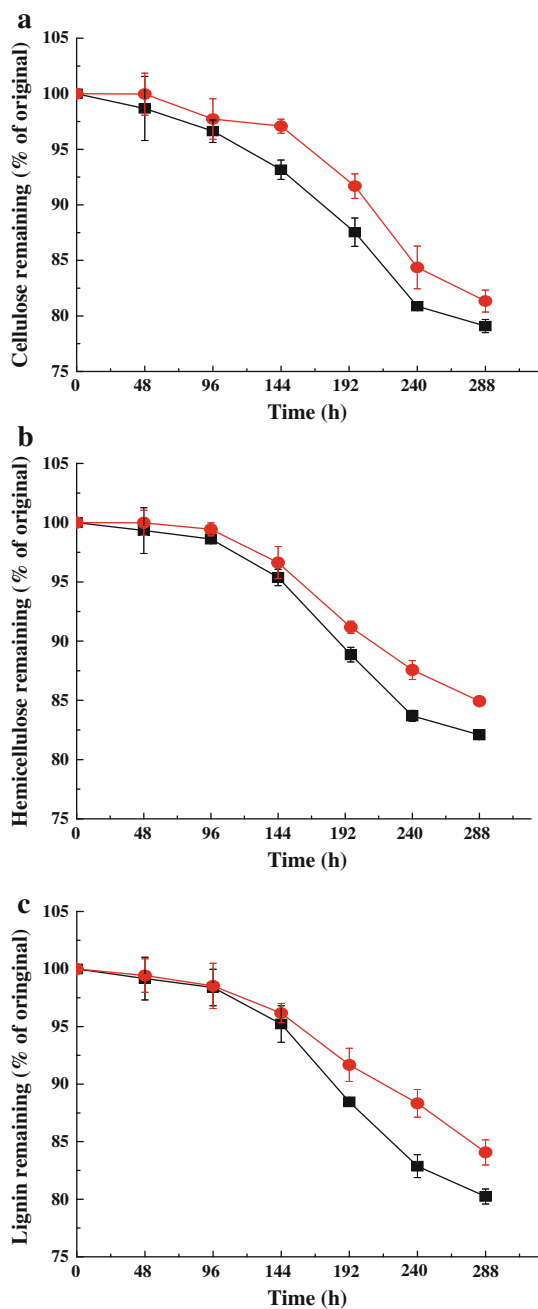 a
105
100
95
90
85
80
75
Cellulose remaining (% of original)
0 48 96 144 192 240 288
Time (h)
b
105
100
95
90
85
80
75
Hemicellulose remaining (% of original)
0 48 96 144 192 240 288
Time (h)
c
105
100
95
90
85
80
75
Lignin remaining (% of oringinal)
0 48 96 144 192 240 288
Time (h)